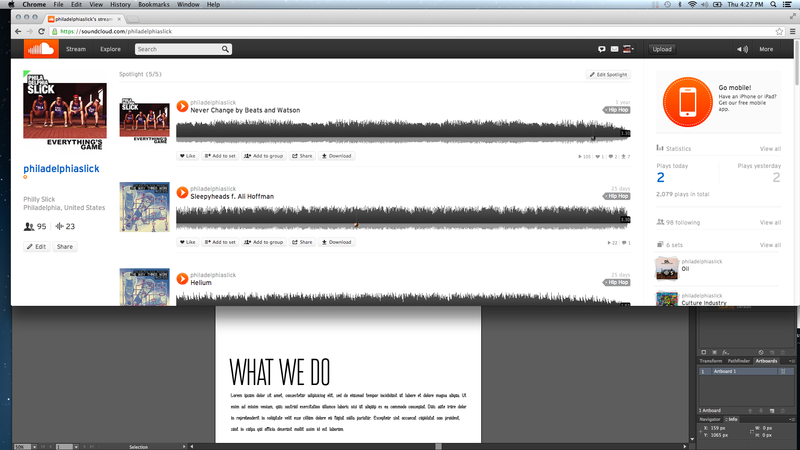 Chrome File Edit View History Bookmarks Window Help
Thu 4:27 PM
philadelphiaslick's stream
https://soundcloud.com/philadelphiaslick
Stream Explore Search
Upload More
PHILA
DELPHIA
SLICK
EVERYTHING'S
GAME
philadelphiaslick
Philly Slick
Philadelphia, United States
95 23
Edit Share
Spotlight (5/5)
Edit Spotlight
philadelphiaslick
1 year
Never Change by Beats and Watson
Hip Hop
Like Add to set Add to group Share Download
philadelphiaslick
25 days
Sleepyheads f. Ali Hoffman
Hip Hop
Like Add to set Add to group Share Download
22 1
philadelphiaslick
25 days
Helium
Hip Hop
Go mobile!
Have an iPhone or iPad?
Get our free mobile
app.
Statistics View all
Plays today Plays yesterday
2 2
2,079 plays in total
98 following View all
6 sets View all
philadelphiaslick
Oil
philadelphiaslick
Culture Industry
WHAT WE DO
Lorem ipsum dolor sit amet, consectetur adipisicing elit, sed do eiusmod tempor incididunt ut labore et dolore magna aliqua. Ut
enim ad minim veniam, quis nostrud exercitation ullamco laboris nisi ut aliquip ex ea commodo consequat. Duis aute irure dolor
in reprehenderit in voluptate velit esse cillum dolore eu fugiat nulla pariatur. Excepteur sint occaecat cupidatat non proident,
sunt in culpa qui officia deserunt mollit anim id est laborum.
Transform Pathfinder Artboards
1 Artboard 1
1 Artboard
Navigator Info
X: 159 px W: 0 px
Y: 1065 px H: 0 px
50% 1 Selection